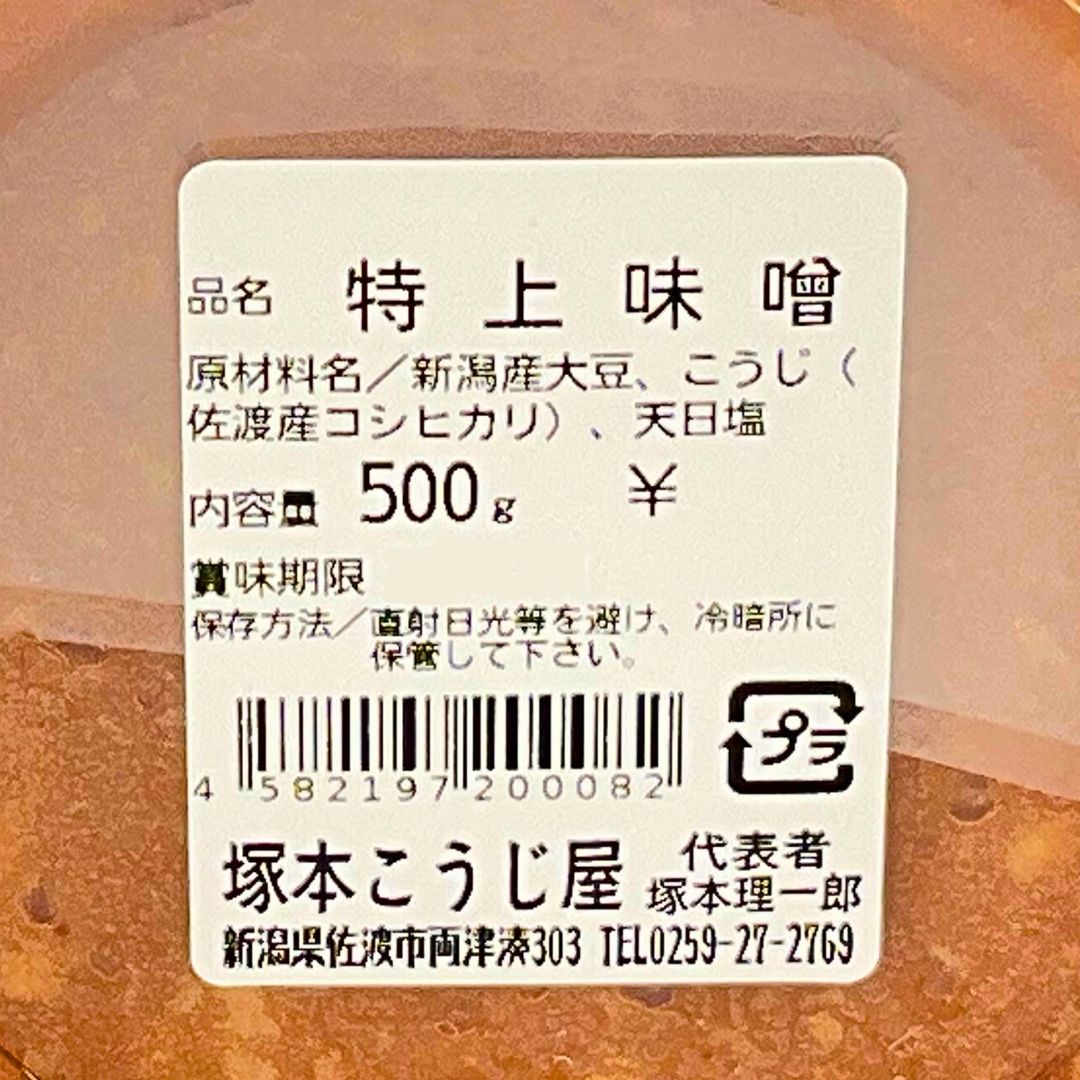 品名 特上味噌
原材料名／新潟産大豆、こうじ（
佐渡産コシヒカリ）、天日塩
内容量 500g ¥
賞味期限
保存方法／直射日光等を避け、冷暗所に
保管して下さい。
プラ
4 582197 200082
塚本こうじ屋 代表者
塚本理一郎
新潟県佐渡市両津湊303 TEL0259-27-2769